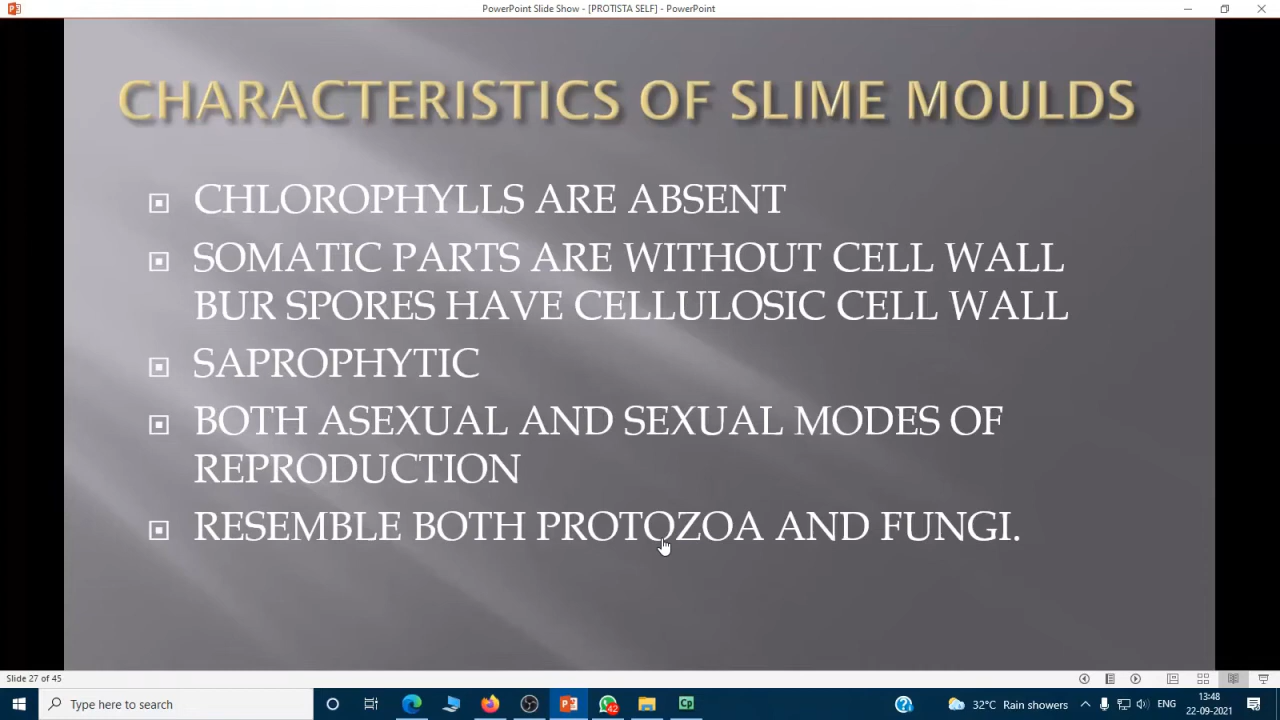 PowerPoint Slide Show - [PROTISTA SELF] - PowerPoint
CHARACTERISTICS OF SLIME MOULDS
CHLOROPHYLLS ARE ABSENT
SOMATIC PARTS ARE WITHOUT CELL WALL
BUR SPORES HAVE CELLULOSIC CELL WALL
SAPROPHYTIC
BOTH ASEXUAL AND SEXUAL MODES OF
REPRODUCTION
RESEMBLE BOTH PROTOZOA AND FUNGI.
Slide 27 of 45
Type here to search
42
Cp
32°C Rain showers
ENG
13:48
22-09-2021